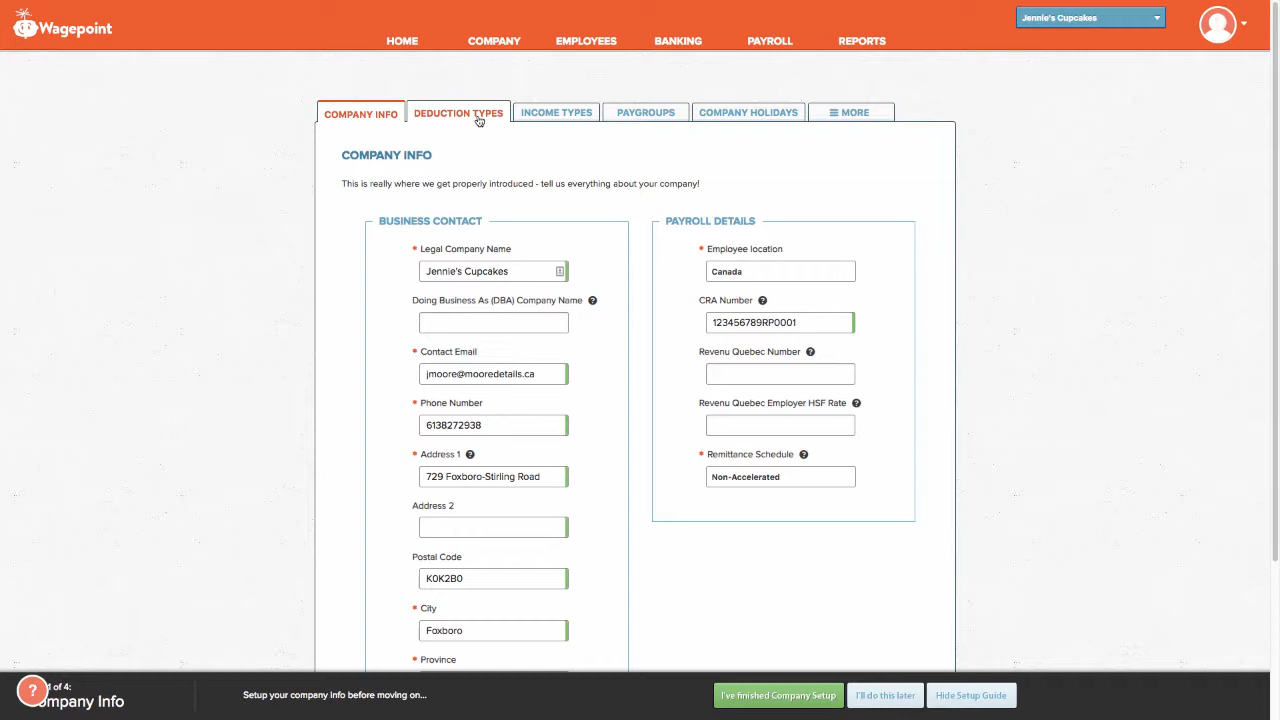 Wagepoint
Jennie's Cupcakes
HOME COMPANY EMPLOYEES BANKING PAYROLL REPORTS
COMPANY INFO DEDUCTION TYPES INCOME TYPES PAYGROUPS COMPANY HOLIDAYS MORE
COMPANY INFO
This is really where we get properly introduced - tell us everything about your company!
BUSINESS CONTACT
* Legal Company Name
Jennie's Cupcakes
Doing Business As (DBA) Company Name ?
* Contact Email
jmoore@mooredetails.ca
* Phone Number
6138272938
* Address 1 ?
729 Foxboro-Stirling Road
Address 2
Postal Code
K0K2B0
* City
Foxboro
* Province
PAYROLL DETAILS
* Employee location
Canada
CRA Number ?
123456789RP0001
Revenu Quebec Number ?
Revenu Quebec Employer HSF Rate ?
* Remittance Schedule ?
Non-Accelerated
?
1 of 4:
ompany Info
Setup your company info before moving on...
I've finished Company Setup
I'll do this later
Hide Setup Guide